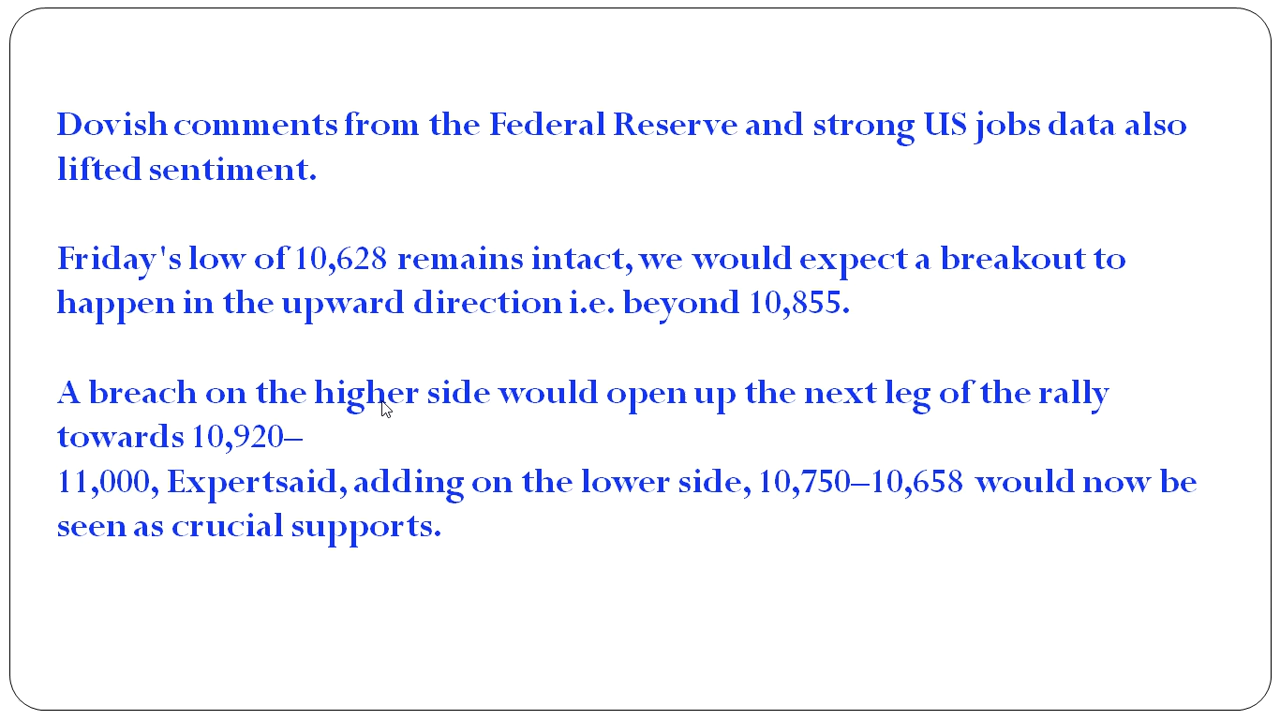 Dovish comments from the Federal Reserve and strong US jobs data also
lifted sentiment.
Friday's low of 10,628 remains intact, we would expect a breakout to
happen in the upward direction i.e. beyond 10,855.
A breach on the higher side would open up the next leg of the rally
towards 10,920–
11,000, Expertsaid, adding on the lower side, 10,750–10,658 would now be
seen as crucial supports.